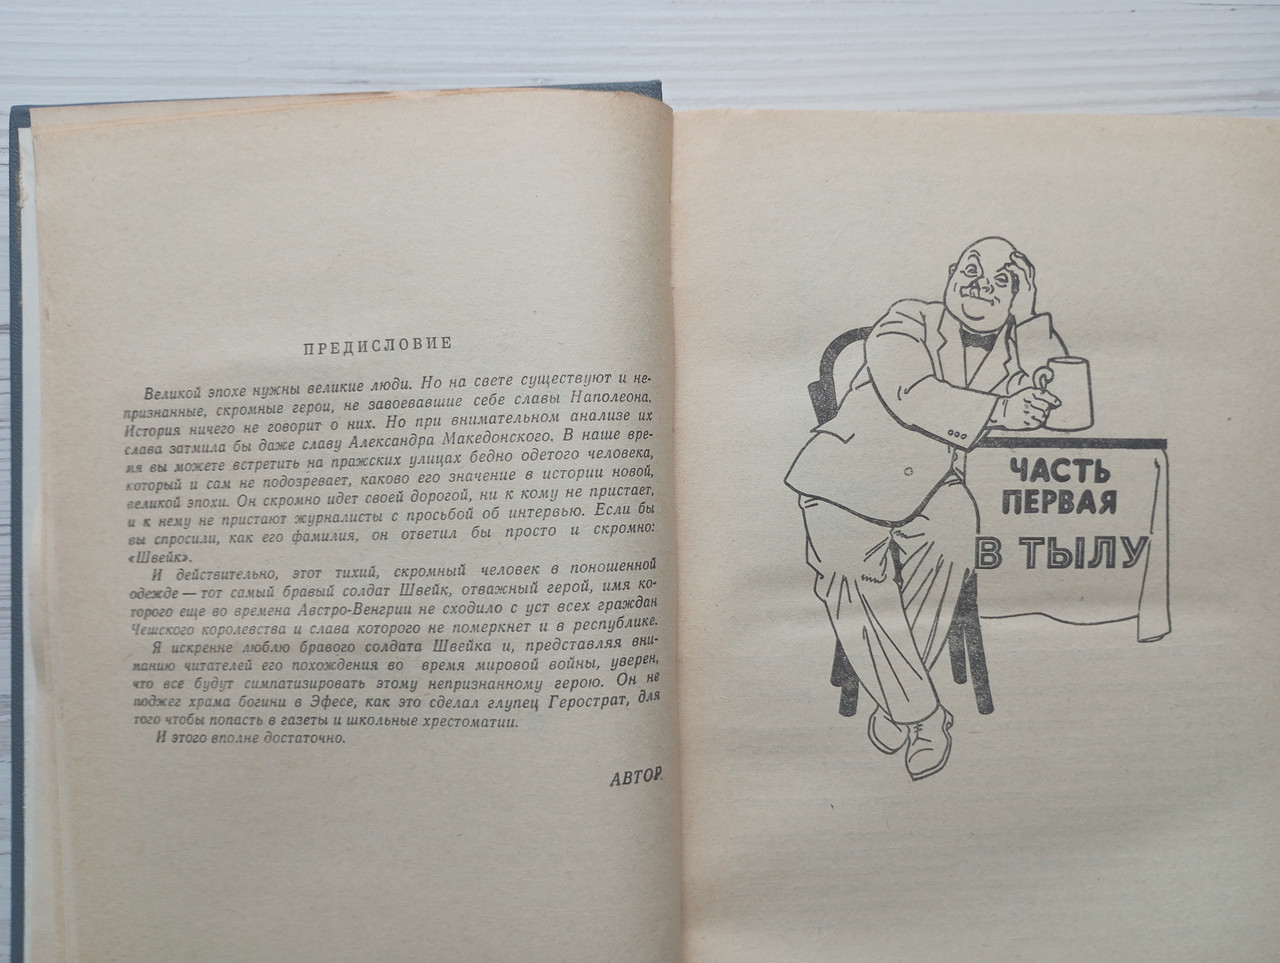 ПРЕДИСЛОВИЕ
Великой эпохе нужны великие люди. Но на свете существуют и не-
признанные, скромные герои, не завоевавшие себе славы Наполеона.
История ничего не говорит о них. Но при внимательном анализе их
слава затмила бы даже славу Александра Македонского. В наше вре-
мя вы можете встретить на пражских улицах бедно одетого человека,
который и сам не подозревает, каково его значение в истории новой,
великой эпохи. Он скромно идет своей дорогой, ни к кому не пристает,
и к нему не пристают журналисты с просьбой об интервью. Если бы
вы спросили, как его фамилия, он ответил бы просто и скромно:
«Швейк».
И действительно, этот тихий, скромный человек в поношенной
одежде — тот самый бравый солдат Швейк, отважный герой, имя ко-
торого еще во времена Австро-Венгрии не сходило с уст всех граждан
Чешского королевства и слава которого не померкнет и в республике.
Я искренне люблю бравого солдата Швейка и, представляя вни-
манию читателей его похождения во время мировой войны, уверен,
что все будут симпатизировать этому непризнанному герою. Он не
поджег храма богини в Эфесе, как это сделал глупец Герострат, для
того чтобы попасть в газеты и школьные хрестоматии.
И этого вполне достаточно.
АВТОР.
ЧАСТЬ
ПЕРВАЯ
В ТЫЛУ